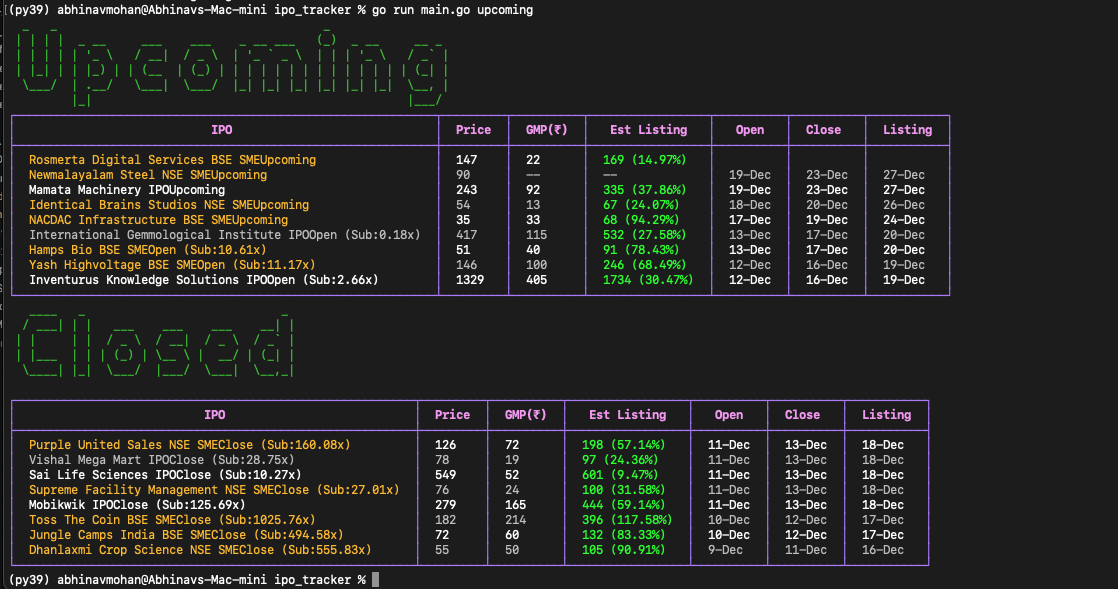 (py39) abhinavmohan@Abhinavs-Mac-mini ipo_tracker % go run main.go upcoming
Upcoming
IPO Price GMP(₹) Est Listing Open Close Listing
Rosmerta Digital Services BSE SMEUpcoming 147 22 169 (14.97%)
Newmalayalam Steel NSE SMEUpcoming 90 -- -- 19-Dec 23-Dec 27-Dec
Mamata Machinery IPOUpcoming 243 92 335 (37.86%) 19-Dec 23-Dec 27-Dec
Identical Brains Studios NSE SMEUpcoming 54 13 67 (24.07%) 18-Dec 20-Dec 26-Dec
NACDAC Infrastructure BSE SMEUpcoming 35 33 68 (94.29%) 17-Dec 19-Dec 24-Dec
International Gemmological Institute IPOOpen (Sub:0.18x) 417 115 532 (27.58%) 13-Dec 17-Dec 20-Dec
Hamps Bio BSE SMEOpen (Sub:10.61x) 51 40 91 (78.43%) 13-Dec 17-Dec 20-Dec
Yash Highvoltage BSE SMEOpen (Sub:11.17x) 146 100 246 (68.49%) 12-Dec 16-Dec 19-Dec
Inventurus Knowledge Solutions IPOOpen (Sub:2.66x) 1329 405 1734 (30.47%) 12-Dec 16-Dec 19-Dec
Closed
IPO Price GMP(₹) Est Listing Open Close Listing
Purple United Sales NSE SMEClose (Sub:160.08x) 126 72 198 (57.14%) 11-Dec 13-Dec 18-Dec
Vishal Mega Mart IPOClose (Sub:28.75x) 78 19 97 (24.36%) 11-Dec 13-Dec 18-Dec
Sai Life Sciences IPOClose (Sub:10.27x) 549 52 601 (9.47%) 11-Dec 13-Dec 18-Dec
Supreme Facility Management NSE SMEClose (Sub:27.01x) 76 24 100 (31.58%) 11-Dec 13-Dec 18-Dec
Mobikwik IPOClose (Sub:125.69x) 279 165 444 (59.14%) 11-Dec 13-Dec 18-Dec
Toss The Coin BSE SMEClose (Sub:1025.76x) 182 214 396 (117.58%) 10-Dec 12-Dec 17-Dec
Jungle Camps India BSE SMEClose (Sub:494.58x) 72 60 132 (83.33%) 10-Dec 12-Dec 17-Dec
Dhanlaxmi Crop Science NSE SMEClose (Sub:555.83x) 55 50 105 (90.91%) 9-Dec 11-Dec 16-Dec
(py39) abhinavmohan@Abhinavs-Mac-mini ipo_tracker %